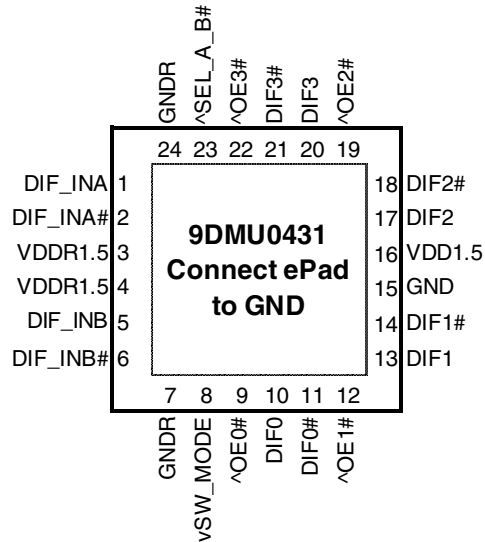 GNDR
^SEL_A_B#
^OE3#
DIF3#
DIF3
^OE2#
24 23 22 21 20 19
DIF_INA 1
DIF_INA# 2
VDDR1.5 3
VDDR1.5 4
DIF_INB 5
DIF_INB# 6
9DMU0431
Connect ePad
to GND
18 DIF2#
17 DIF2
16 VDD1.5
15 GND
14 DIF1#
13 DIF1
7 8 9 10 11 12
GNDR
vSW_MODE
^OE0#
DIF0
DIF0#
^OE1#